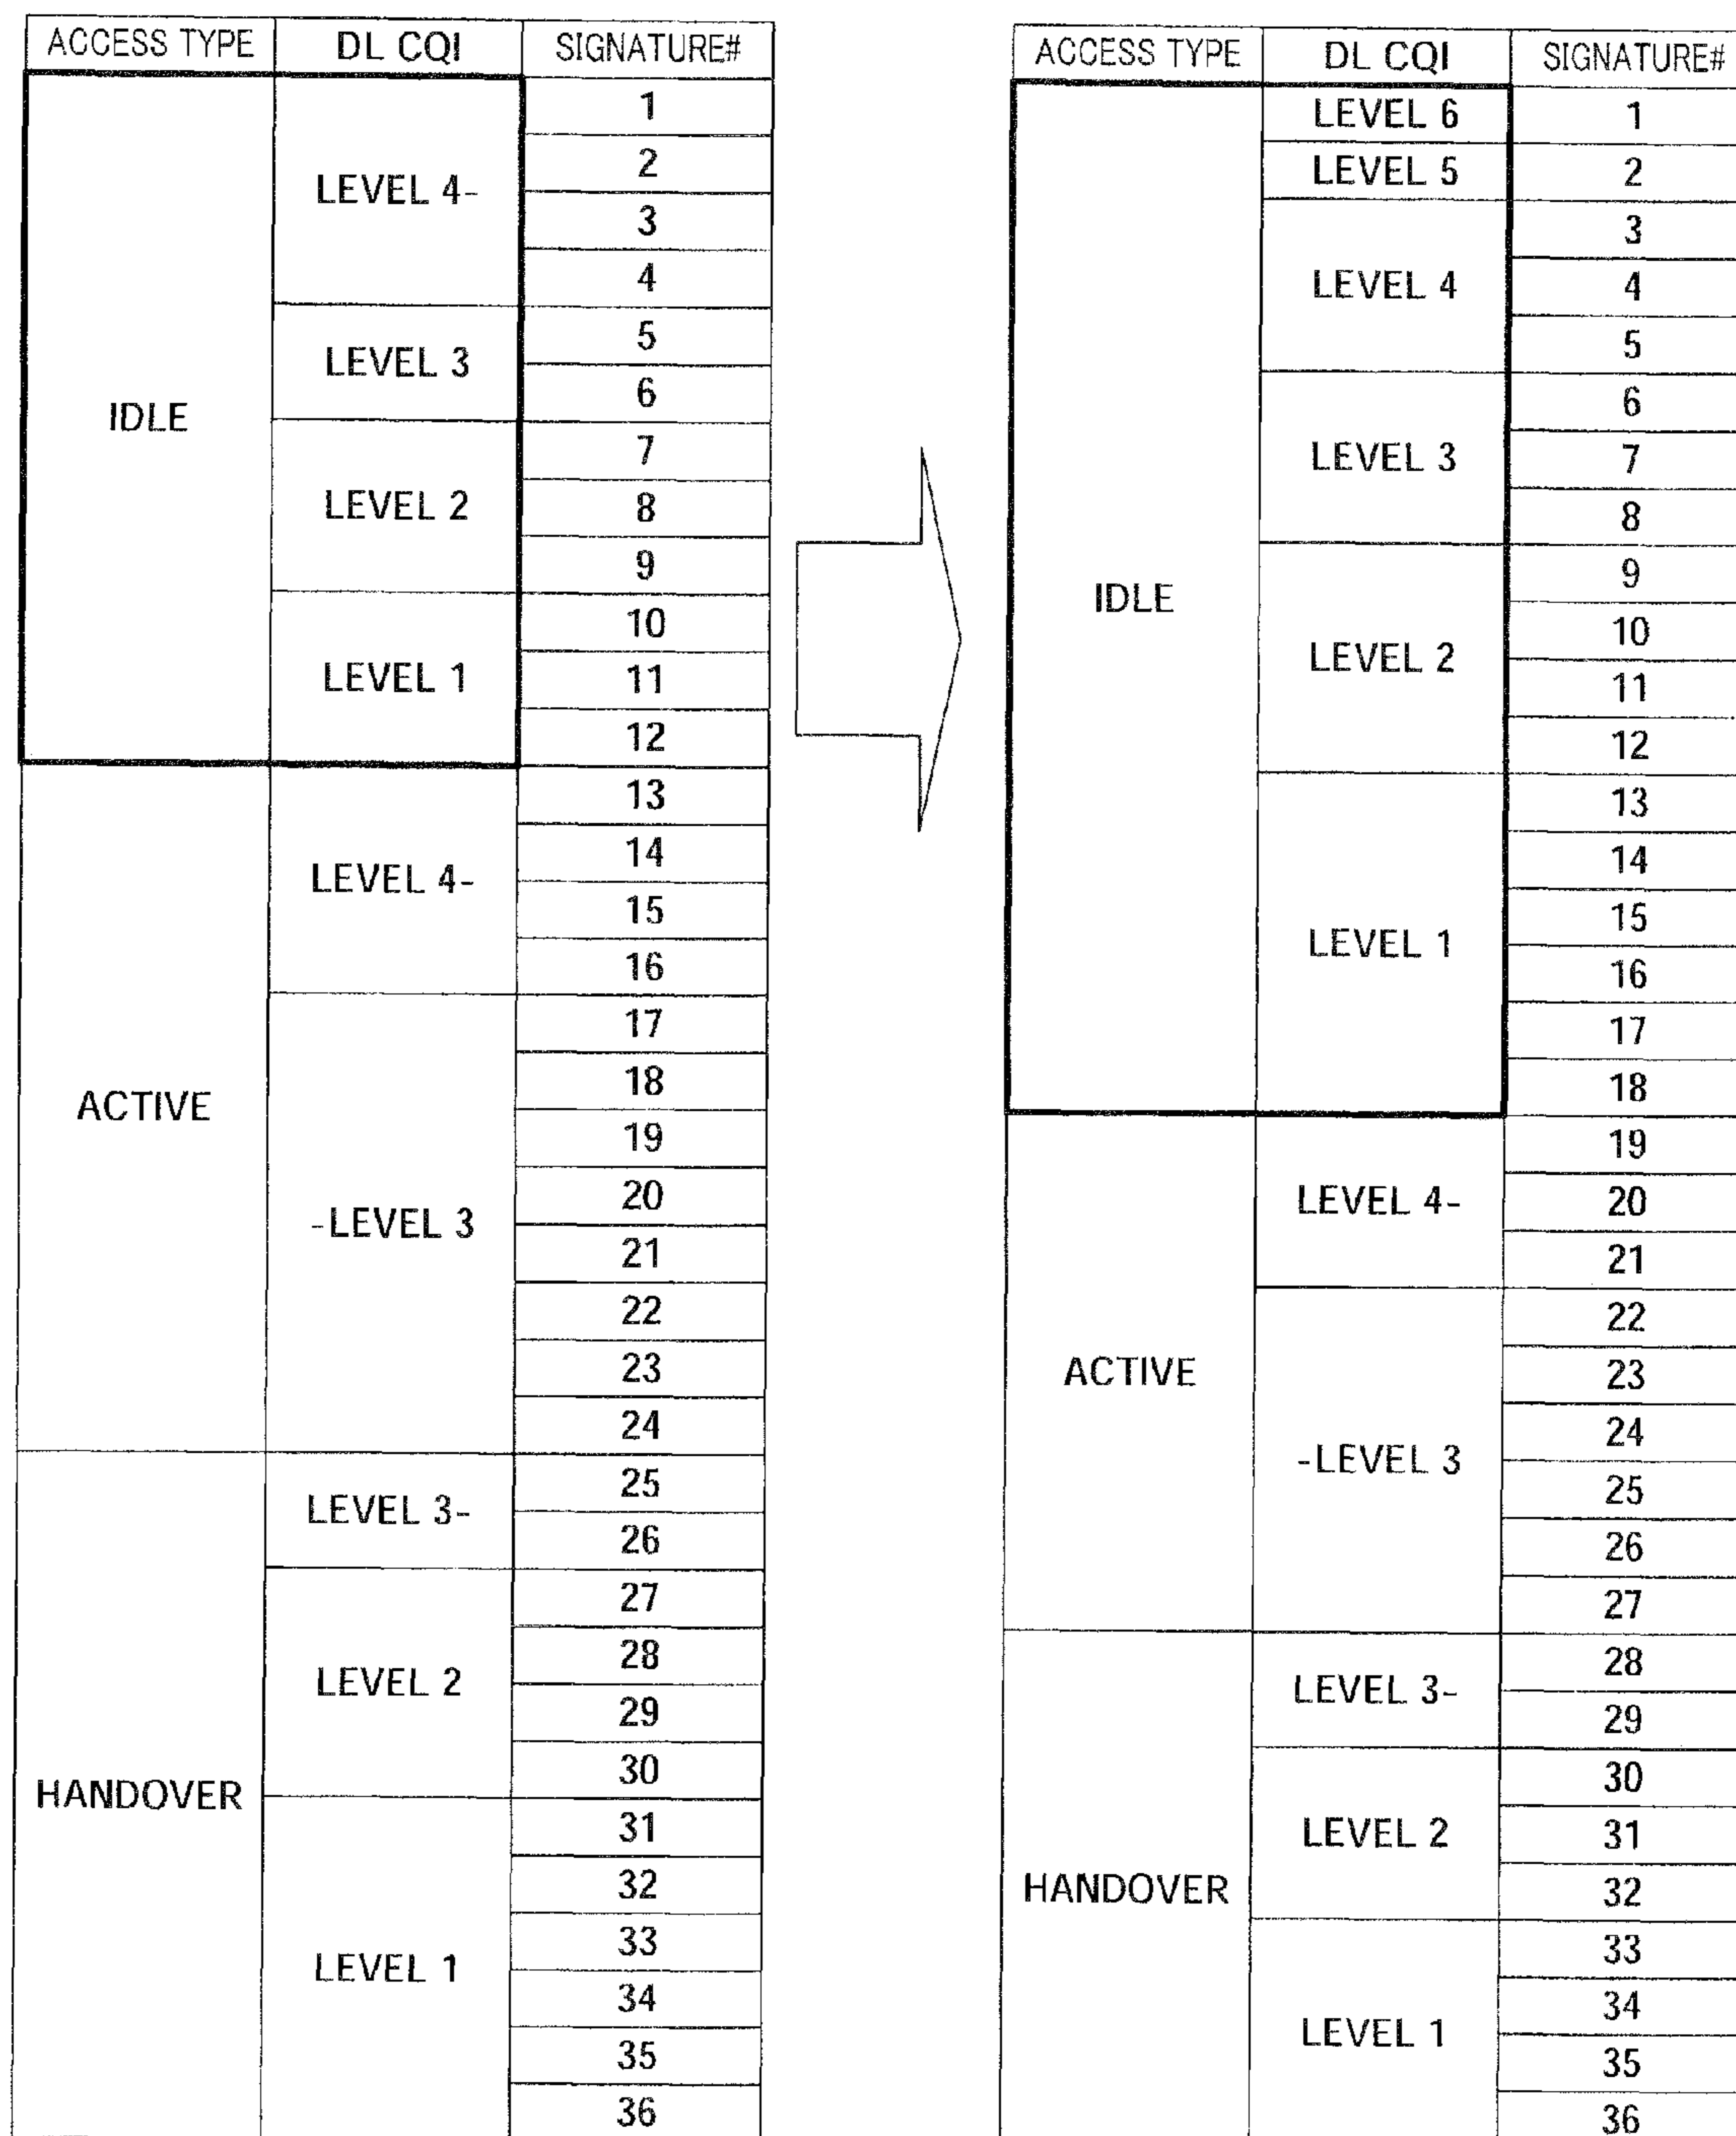 ACCESS TYPE DL CQI SIGNATURE#
IDLE
LEVEL 4-
1
2
3
4
LEVEL 3
5
6
LEVEL 2
7
8
9
LEVEL 1
10
11
12
ACTIVE
LEVEL 4-
13
14
15
16
-LEVEL 3
17
18
19
20
21
22
23
24
HANDOVER
LEVEL 3-
25
26
LEVEL 2
27
28
29
30
LEVEL 1
31
32
33
34
35
36
ACCESS TYPE DL CQI SIGNATURE#
IDLE
LEVEL 6
1
LEVEL 5
2
LEVEL 4
3
4
5
LEVEL 3
6
7
8
LEVEL 2
9
10
11
12
LEVEL 1
13
14
15
16
17
18
ACTIVE
LEVEL 4-
19
20
21
-LEVEL 3
22
23
24
25
26
27
HANDOVER
LEVEL 3-
28
29
LEVEL 2
30
31
32
LEVEL 1
33
34
35
36